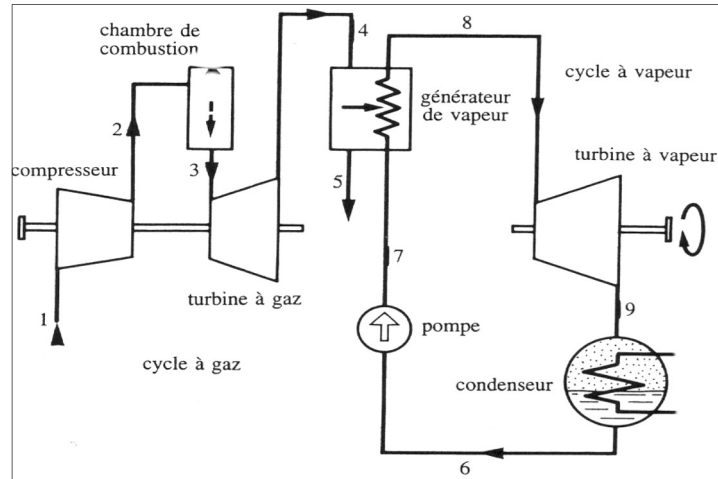 chambre de
combustion
4
8
cycle à vapeur
générateur
de vapeur
2
turbine à vapeur
compresseur
3
5
7
turbine à gaz
9
1
pompe
cycle à gaz
condenseur
6